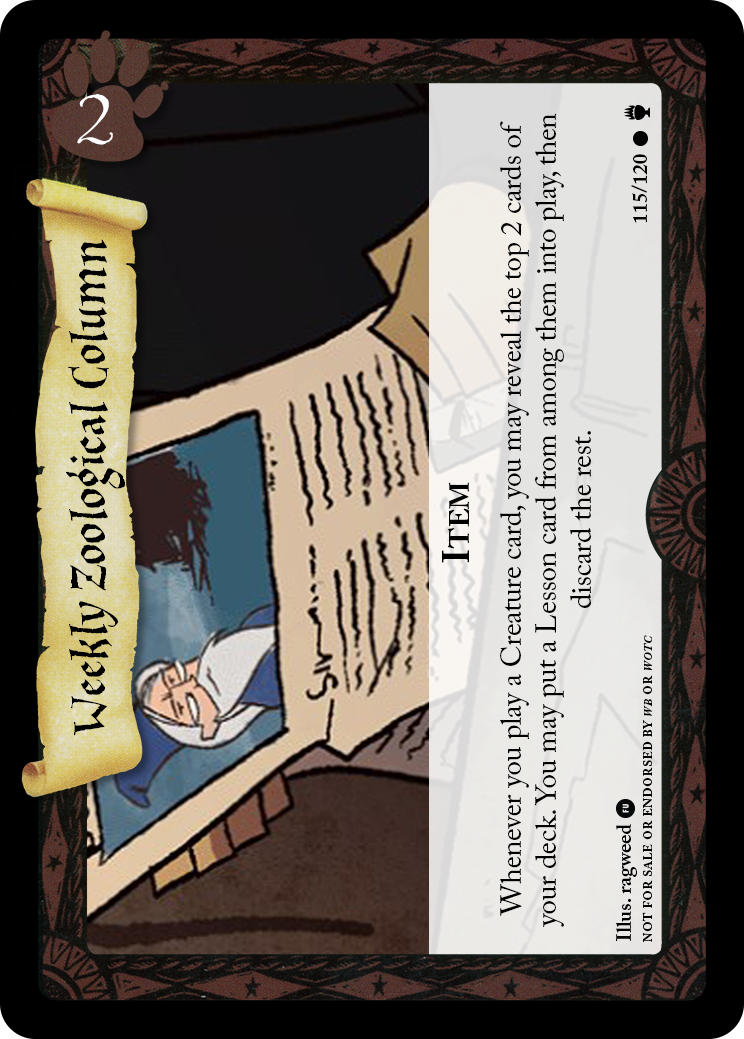 2
Weekly Zoological Column
ITEM
Whenever you play a Creature card, you may reveal the top 2 cards of
your deck. You may put a Lesson card from among them into play, then
discard the rest.
Illus. ragweed FU
115/120
NOT FOR SALE OR ENDORSED BY WB OR WOTC